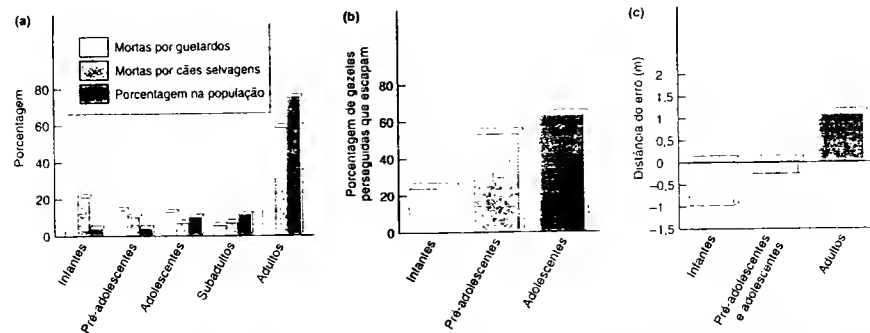 (a)
Mortas por guelardos
Mortas por cães selvagens
Porcentagem na população
Porcentagem
80
60
40
20
0
Infantes
Pré-adolescentes
Adolescentes
Subadultos
Adultos
(b)
Porcentagem de gezelas
perseguidas que escapam
80
60
40
20
0
Infantes
Pré-adolescentes
Adolescentes
(c)
Distância do erro (m)
2
1,5
1
0,5
0
-0,5
-1
-1,5
Infantes
Pré-adolescentes
e adolescentes
Adultos